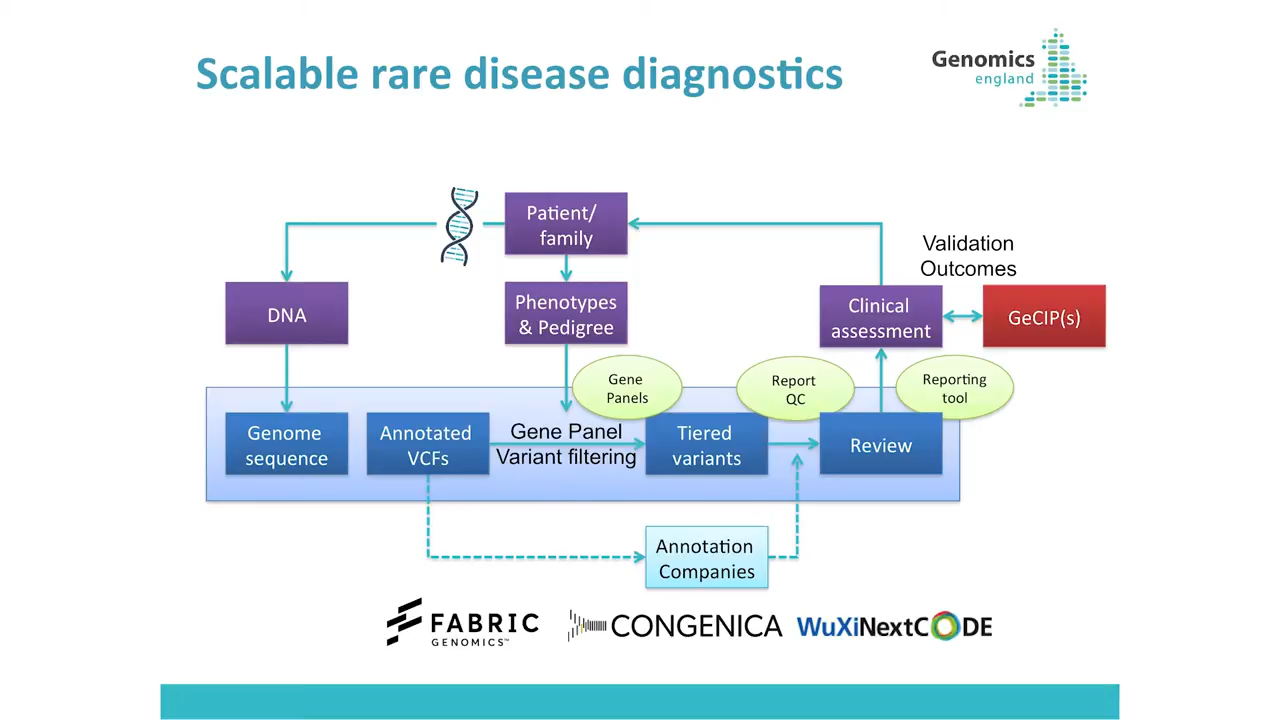 Scalable rare disease diagnostics
Genomics
england
Patient/
family
Validation
Outcomes
DNA
Phenotypes
& Pedigree
Clinical
assessment
GeCIP(s)
Gene
Panels
Report
QC
Reporting
tool
Genome
sequence
Annotated
VCFs
Gene Panel
Variant filtering
Tiered
variants
Review
Annotation
Companies
FABRIC
GENOMICS™
CONGENICA
WuXiNextCODE